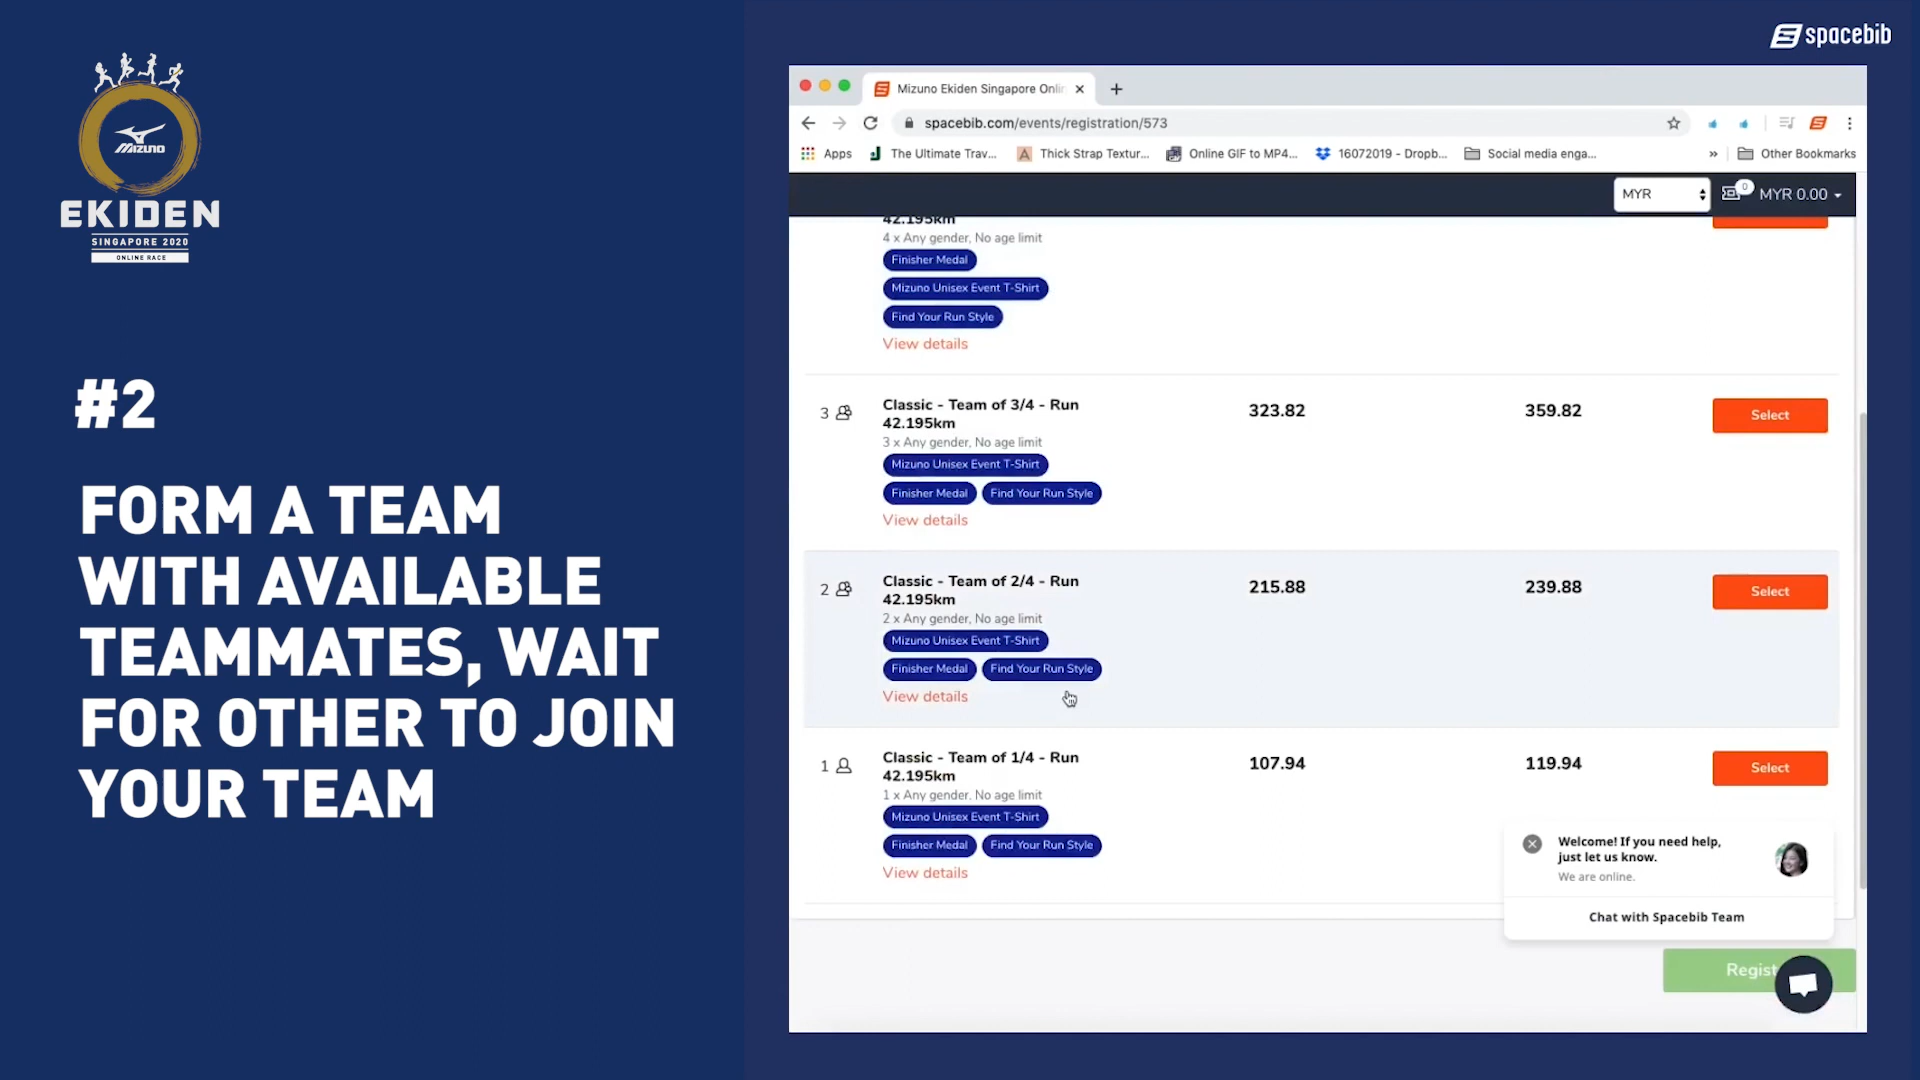 MIZUNO
EKIDEN
SINGAPORE 2020
ONLINE RACE
#2
FORM A TEAM
WITH AVAILABLE
TEAMMATES, WAIT
FOR OTHER TO JOIN
YOUR TEAM
spacebib
Mizuno Ekiden Singapore Onlin
spacebib.com/events/registration/573
Apps The Ultimate Trav... Thick Strap Textur... Online GIF to MP4... 16072019 - Dropb... Social media enga... » Other Bookmarks
MYR 0 MYR 0.00
42.195km
4 x Any gender, No age limit
Finisher Medal
Mizuno Unisex Event T-Shirt
Find Your Run Style
View details
3 Classic - Team of 3/4 - Run 323.82 359.82 Select
42.195km
3 x Any gender, No age limit
Mizuno Unisex Event T-Shirt
Finisher Medal Find Your Run Style
View details
2 Classic - Team of 2/4 - Run 215.88 239.88 Select
42.195km
2 x Any gender, No age limit
Mizuno Unisex Event T-Shirt
Finisher Medal Find Your Run Style
View details
1 Classic - Team of 1/4 - Run 107.94 119.94 Select
42.195km
1 x Any gender, No age limit
Mizuno Unisex Event T-Shirt
Finisher Medal Find Your Run Style
View details
Welcome! If you need help,
just let us know.
We are online.
Chat with Spacebib Team
Regist